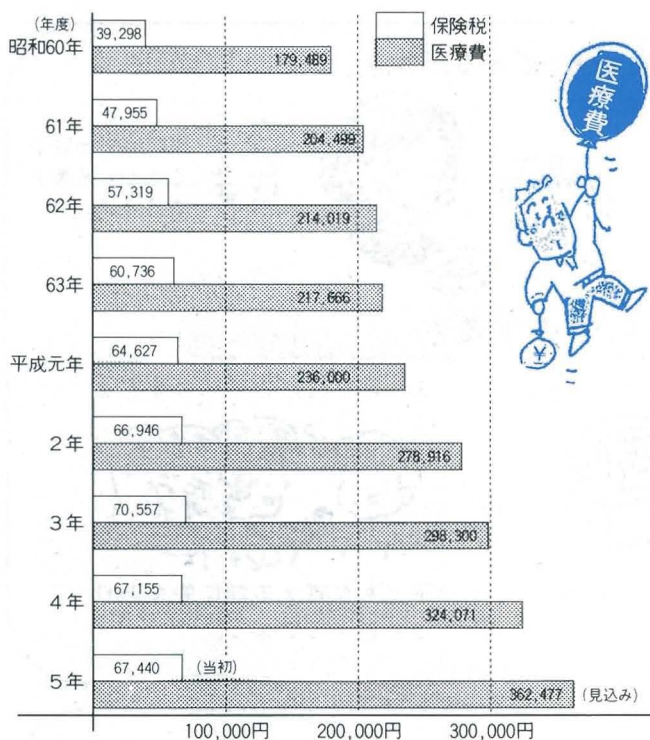 (年度)
保険税
医療費
昭和60年
39,298
179,489
61年
47,955
204,499
62年
57,319
214,019
63年
60,736
217,666
平成元年
64,627
236,000
2年
66,946
278,916
3年
70,557
298,300
4年
67,155
324,071
5年
67,440 (当初)
362,477 (見込み)
100,000円 200,000円 300,000円
医療費
¥